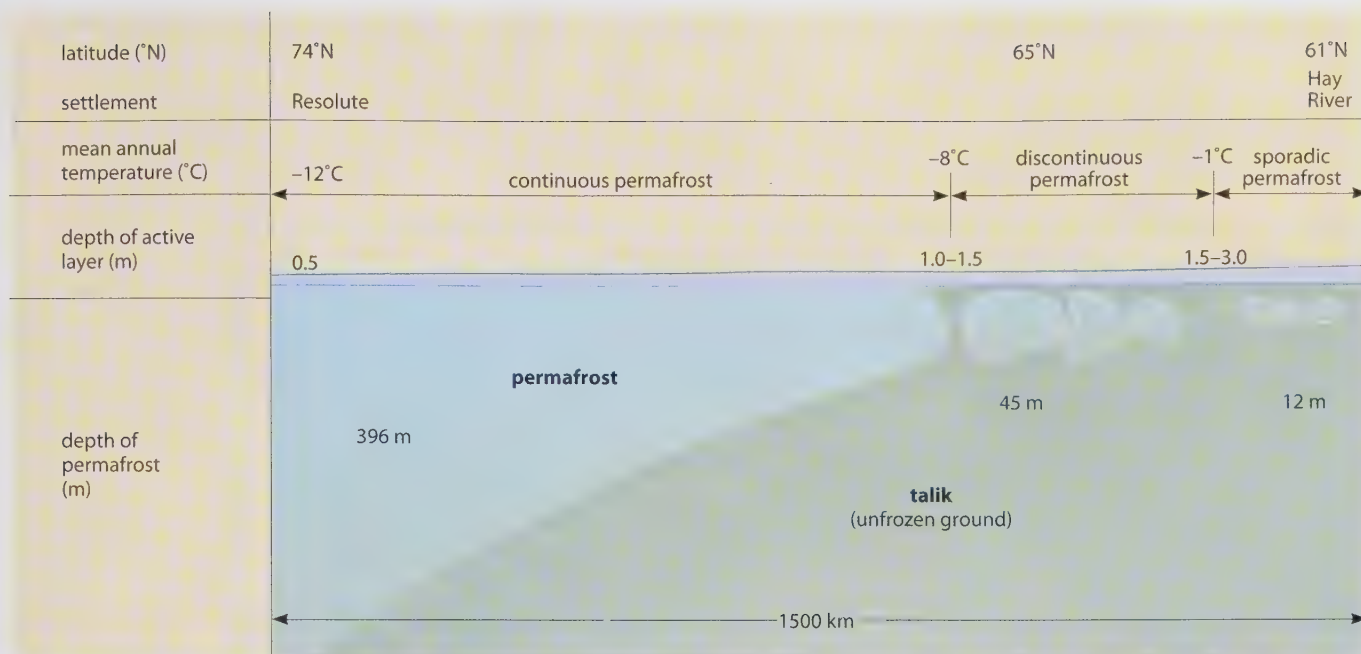 latitude (˚N)
74˚N
65˚N
61˚N
settlement
Resolute
Hay
River
mean annual
temperature (˚C)
–12˚C
continuous permafrost
–8˚C
discontinuous
permafrost
–1˚C
sporadic
permafrost
depth of active
layer (m)
0.5
1.0–1.5
1.5–3.0
depth of
permafrost
(m)
permafrost
396 m
45 m
12 m
talik
(unfrozen ground)
1500 km